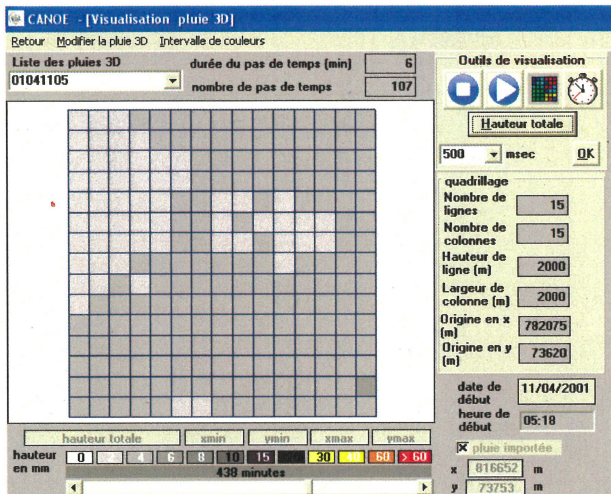 CANOE - [Visualisation pluie 3D]
Retour Modifier la pluie 3D Intervalle de couleurs
Liste des pluies 3D
01041105
durée du pas de temps (min) 6
nombre de pas de temps 107
Outils de visualisation
Hauteur totale
500 msec OK
quadrillage
Nombre de lignes 15
Nombre de colonnes 15
Hauteur de ligne (m) 2000
Largeur de colonne (m) 2000
Origine en x (m) 782075
Origine en y (m) 73620
date de début 11/04/2001
heure de début 05:18
pluie importée
x 816652 m
y 73753 m
hauteur totale xmin ymin xmax ymax
hauteur en mm 0 2 4 6 8 10 15 30 40 60 > 60
438 minutes